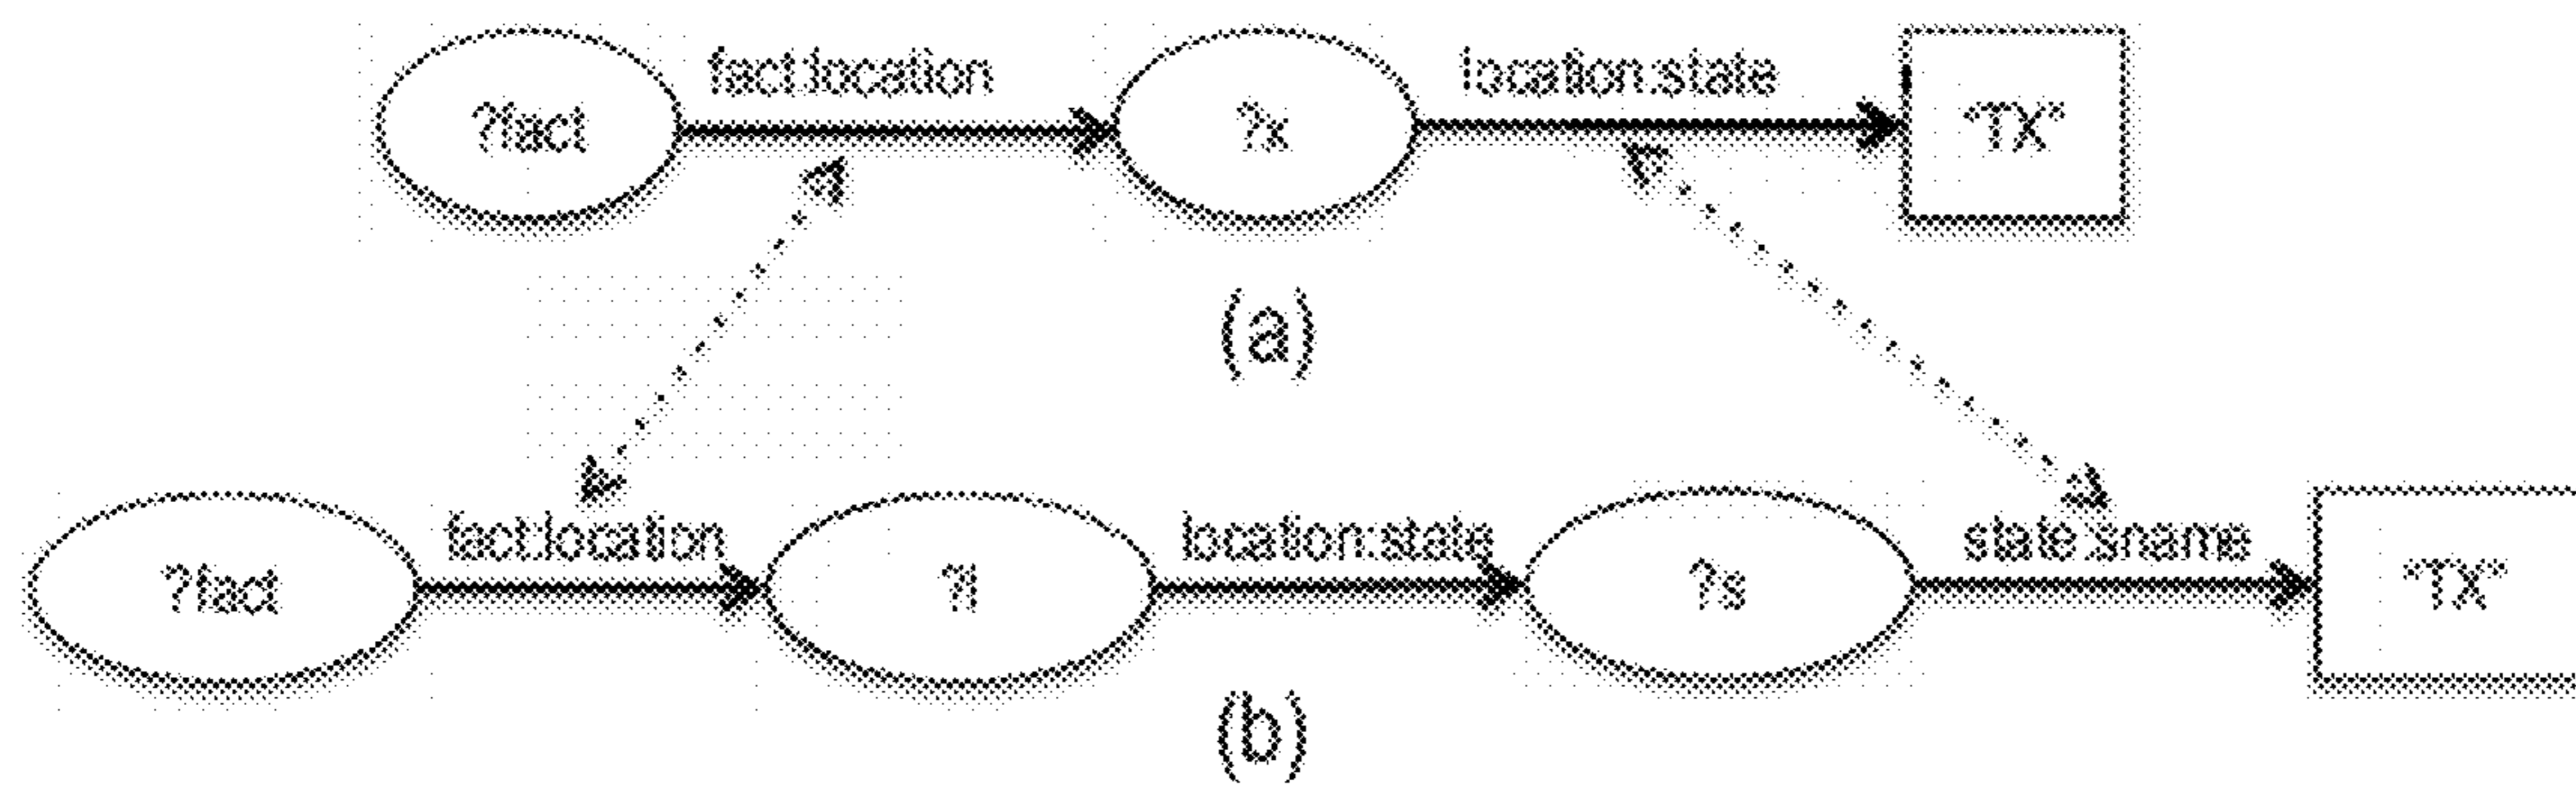 fact:location location:state
?fact ?x "TX"
(a)
fact:location location:state state:sname
?fact ?l ?s "TX"
(b)